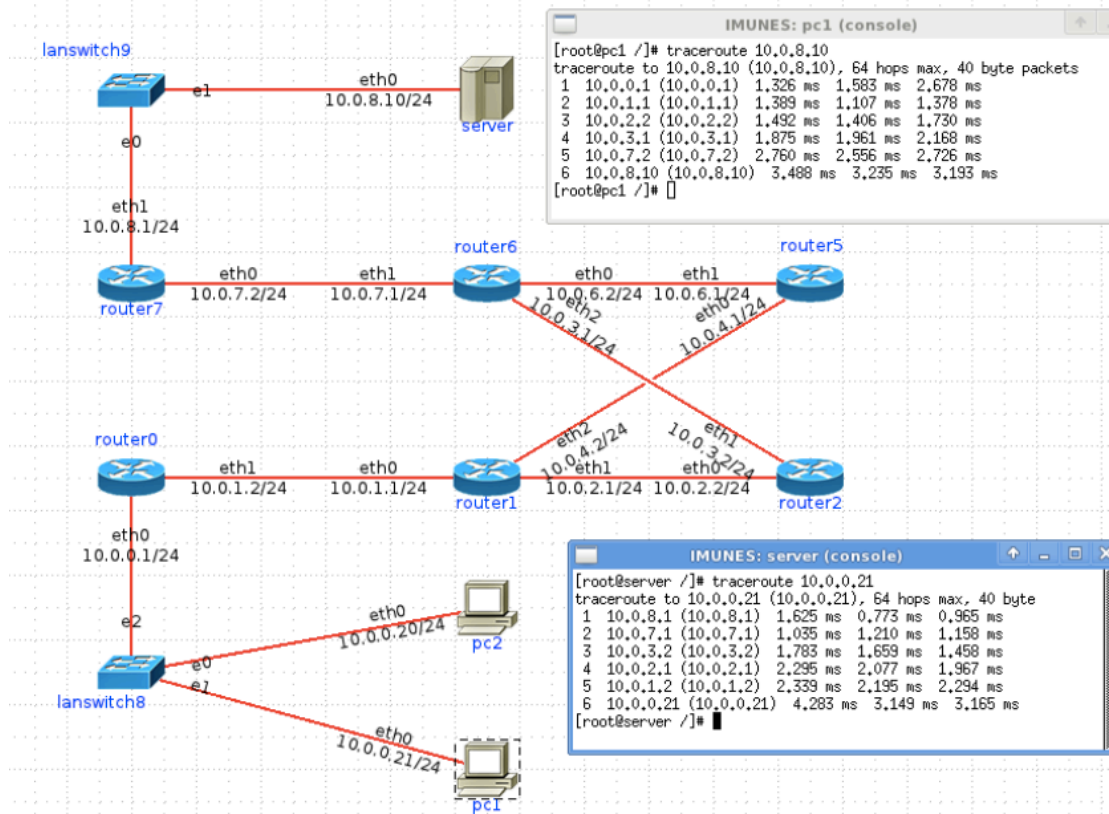 lanswitch9
e1
eth0
10.0.8.10/24
server
e0
eth1
10.0.8.1/24
router7
eth0
10.0.7.2/24
eth1
10.0.7.1/24
router6
eth0
10.0.6.2/24
eth1
10.0.6.1/24
router5
eth2
10.0.3.1/24
eth0
10.0.4.1/24
router0
eth1
10.0.1.2/24
eth0
10.0.1.1/24
router1
eth2
10.0.4.2/24
eth1
10.0.2.1/24
eth1
10.0.3.2/24
eth0
10.0.2.2/24
router2
eth0
10.0.0.1/24
e2
lanswitch8
e0
e1
eth0
10.0.0.20/24
pc2
eth0
10.0.0.21/24
pc1
IMUNES: pc1 (console)
[root@pc1 /]# traceroute 10.0.8.10
traceroute to 10.0.8.10 (10.0.8.10), 64 hops max, 40 byte packets
1 10.0.0.1 (10.0.0.1) 1.326 ms 1.583 ms 2.678 ms
2 10.0.1.1 (10.0.1.1) 1.389 ms 1.107 ms 1.378 ms
3 10.0.2.2 (10.0.2.2) 1.492 ms 1.406 ms 1.730 ms
4 10.0.3.1 (10.0.3.1) 1.875 ms 1.961 ms 2.168 ms
5 10.0.7.2 (10.0.7.2) 2.760 ms 2.556 ms 2.726 ms
6 10.0.8.10 (10.0.8.10) 3.488 ms 3.235 ms 3.193 ms
[root@pc1 /]#
IMUNES: server (console)
[root@server /]# traceroute 10.0.0.21
traceroute to 10.0.0.21 (10.0.0.21), 64 hops max, 40 byte
1 10.0.8.1 (10.0.8.1) 1.625 ms 0.773 ms 0.965 ms
2 10.0.7.1 (10.0.7.1) 1.035 ms 1.210 ms 1.158 ms
3 10.0.3.2 (10.0.3.2) 1.783 ms 1.659 ms 1.458 ms
4 10.0.2.1 (10.0.2.1) 2.295 ms 2.077 ms 1.967 ms
5 10.0.1.2 (10.0.1.2) 2.339 ms 2.195 ms 2.294 ms
6 10.0.0.21 (10.0.0.21) 4.283 ms 3.149 ms 3.165 ms
[root@server /]#